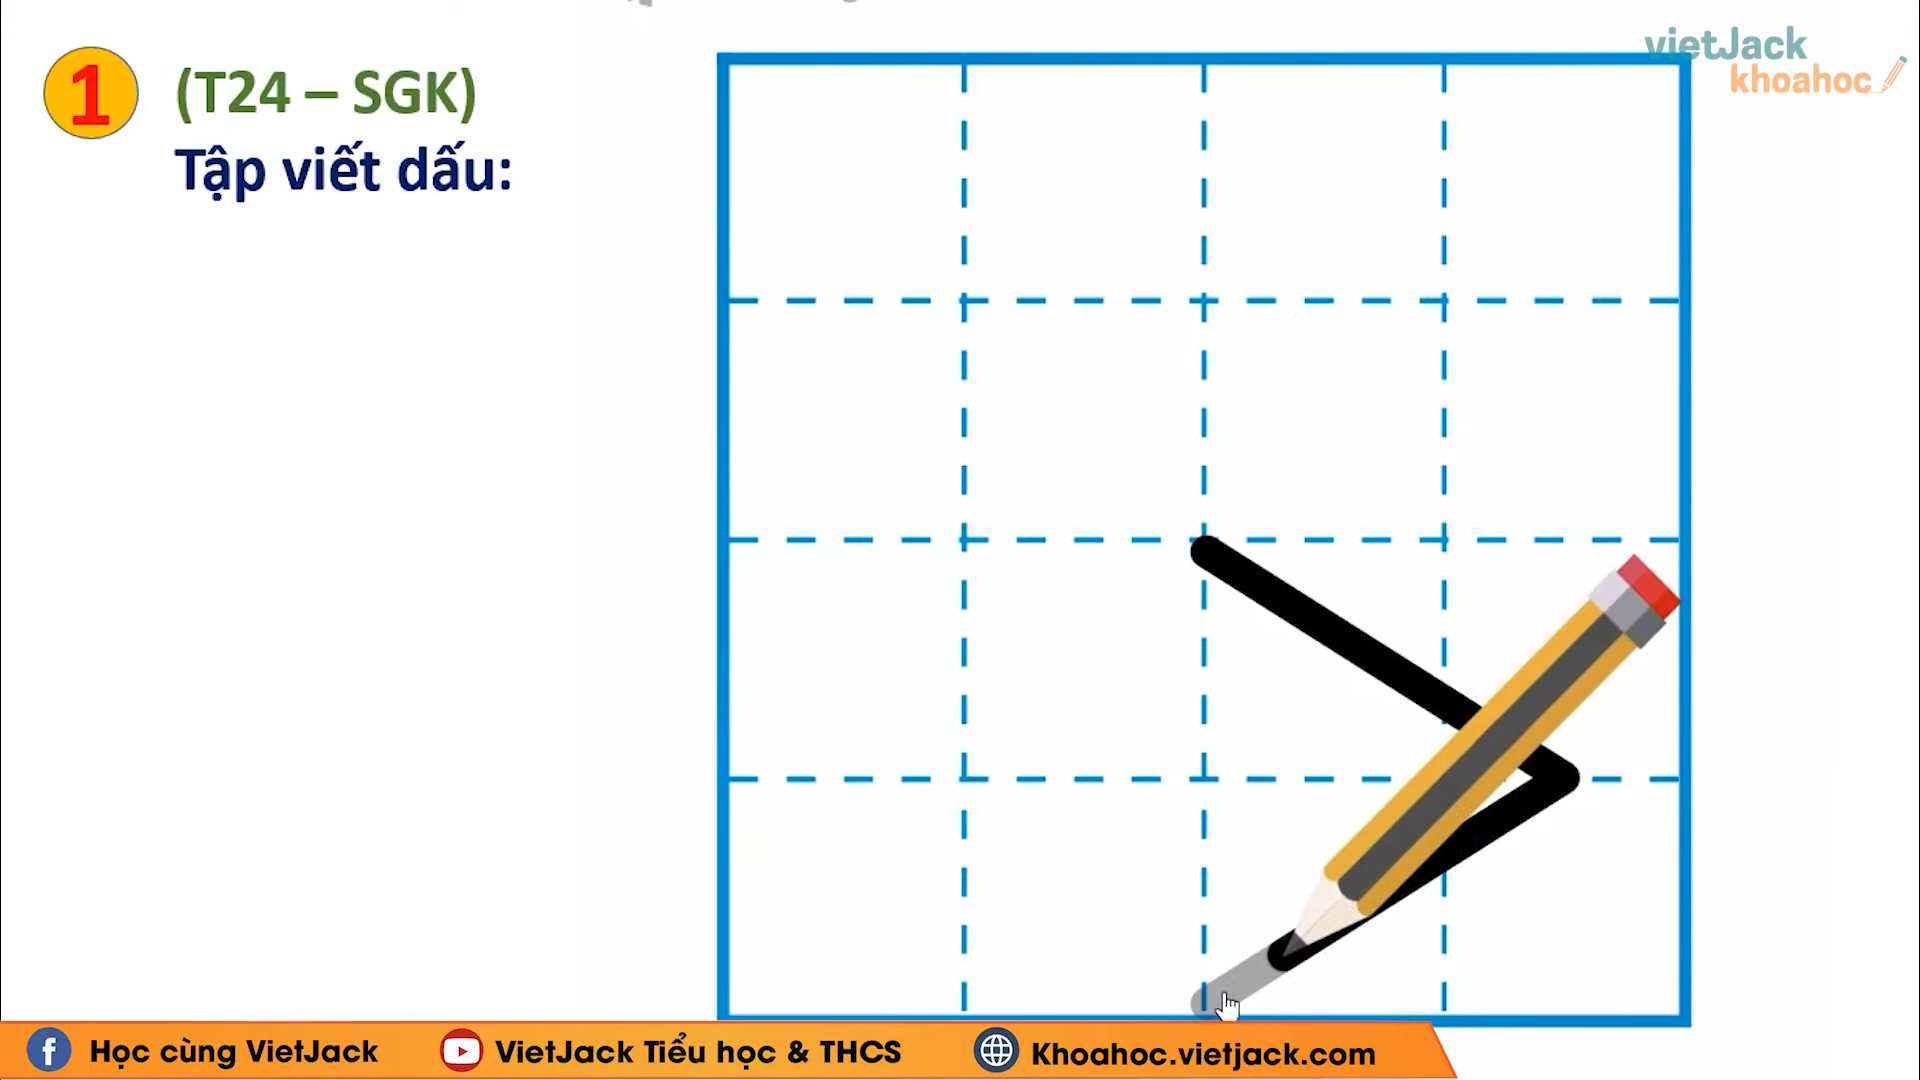 1 (T24 – SGK)
Tập viết dấu:
vietJack
khoahoc
Học cùng VietJack
VietJack Tiểu học & THCS
Khoahoc.vietjack.com